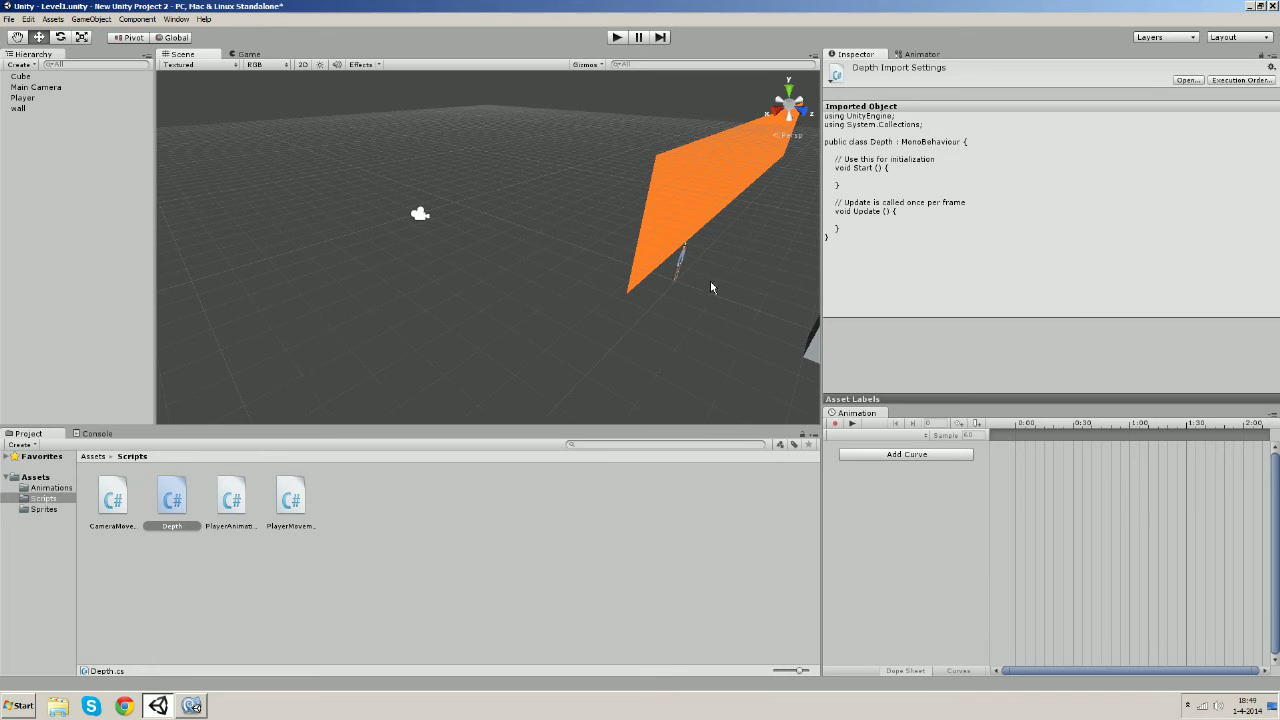 Unity - Level1.unity - New Unity Project 2 - PC, Mac & Linux Standalone*
File Edit Assets GameObject Component Window Help
Pivot Global Layers Layout
Hierarchy
Create All
Cube
Main Camera
Player
wall
Scene Game
Textured RGB 2D Effects Gizmos All
y
x z
Persp
Inspector Animator
Depth Import Settings
Open... Execution Order...
Imported Object
using UnityEngine;
using System.Collections;
public class Depth : MonoBehaviour {
// Use this for initialization
void Start () {
}
// Update is called once per frame
void Update () {
}
}
Asset Labels
Animation
0 0:00 0:30 1:00 1:30 2:00
Sample 60
Add Curve
Dope Sheet Curves
Project Console
Create
Favorites
Assets
Animations
Scripts
Sprites
Assets Scripts
C# C# C# C#
CameraMove... Depth PlayerAnimati... PlayerMovem...
Depth.cs
Start
18:49
1-4-2014